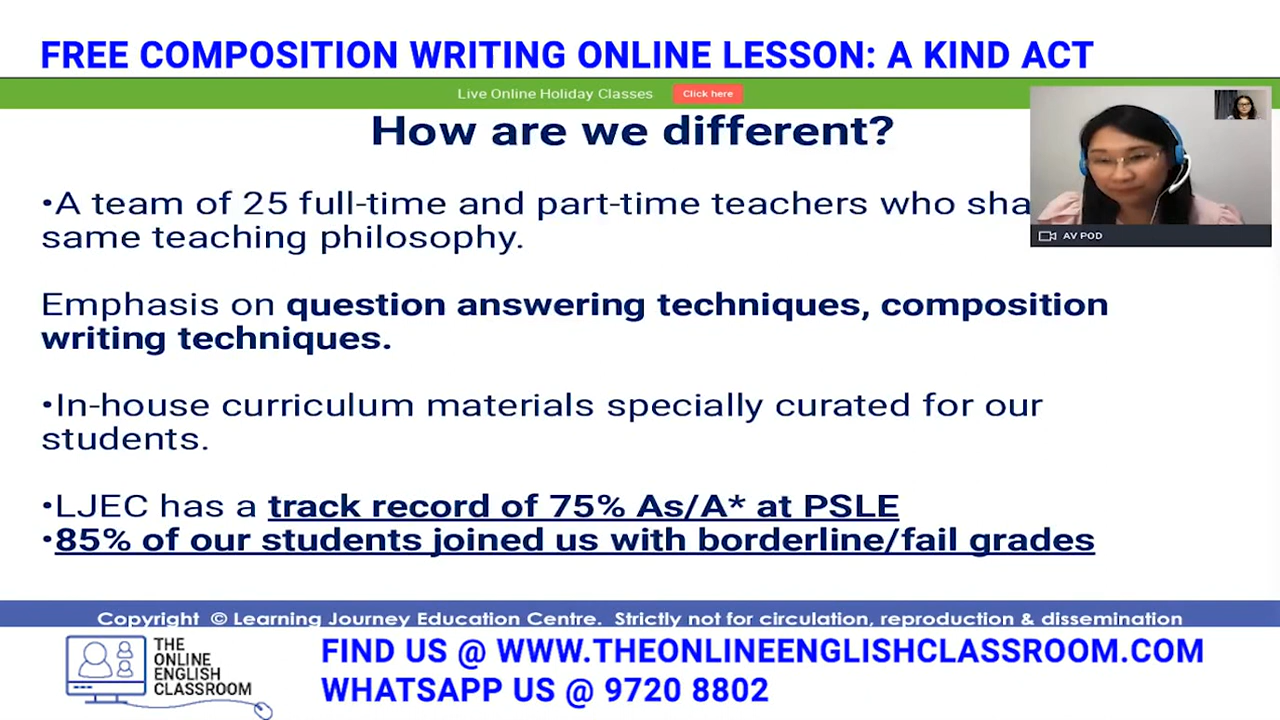 FREE COMPOSITION WRITING ONLINE LESSON: A KIND ACT
Live Online Holiday Classes Click here
How are we different?
•A team of 25 full-time and part-time teachers who sha
same teaching philosophy.
AV POD
Emphasis on question answering techniques, composition
writing techniques.
•In-house curriculum materials specially curated for our
students.
•LJEC has a track record of 75% As/A* at PSLE
•85% of our students joined us with borderline/fail grades
Copyright © Learning Journey Education Centre. Strictly not for circulation, reproduction & dissemination
THE
ONLINE
ENGLISH
CLASSROOM
FIND US @ WWW.THEONLINEENGLISHCLASSROOM.COM
WHATSAPP US @ 9720 8802